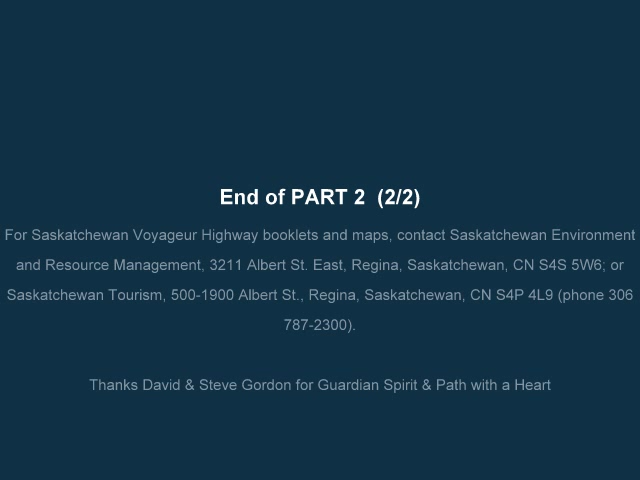 End of PART 2  (2/2)
For Saskatchewan Voyageur Highway booklets and maps, contact Saskatchewan Environment
and Resource Management, 3211 Albert St. East, Regina, Saskatchewan, CN S4S 5W6; or
Saskatchewan Tourism, 500-1900 Albert St., Regina, Saskatchewan, CN S4P 4L9 (phone 306
787-2300).
Thanks David & Steve Gordon for Guardian Spirit & Path with a Heart